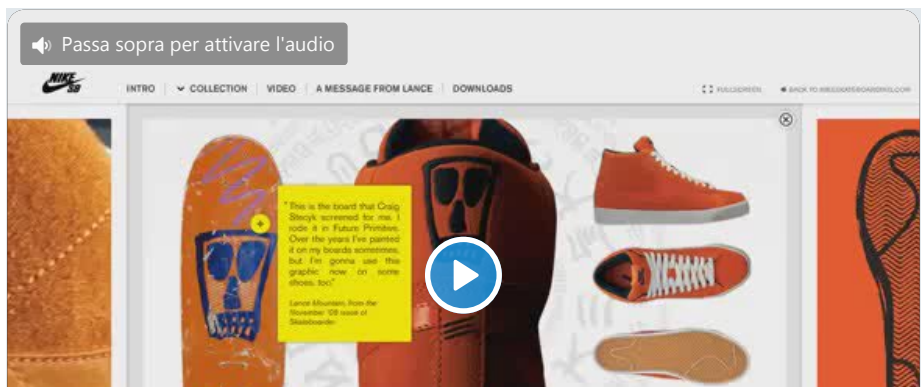 Passa sopra per attivare l'audio
NIKE SB
INTRO COLLECTION VIDEO A MESSAGE FROM LANCE DOWNLOADS
FULLSCREEN
"This is the board that Craig
Stecyk screened for me. I
rode it in Future Primitive.
Over the years I've painted
it on my boards sometimes,
but I'm gonna use this
graphic now on some
shoes, too."
Lance Mountain, from the
November '08 issue of
Skateboarder.